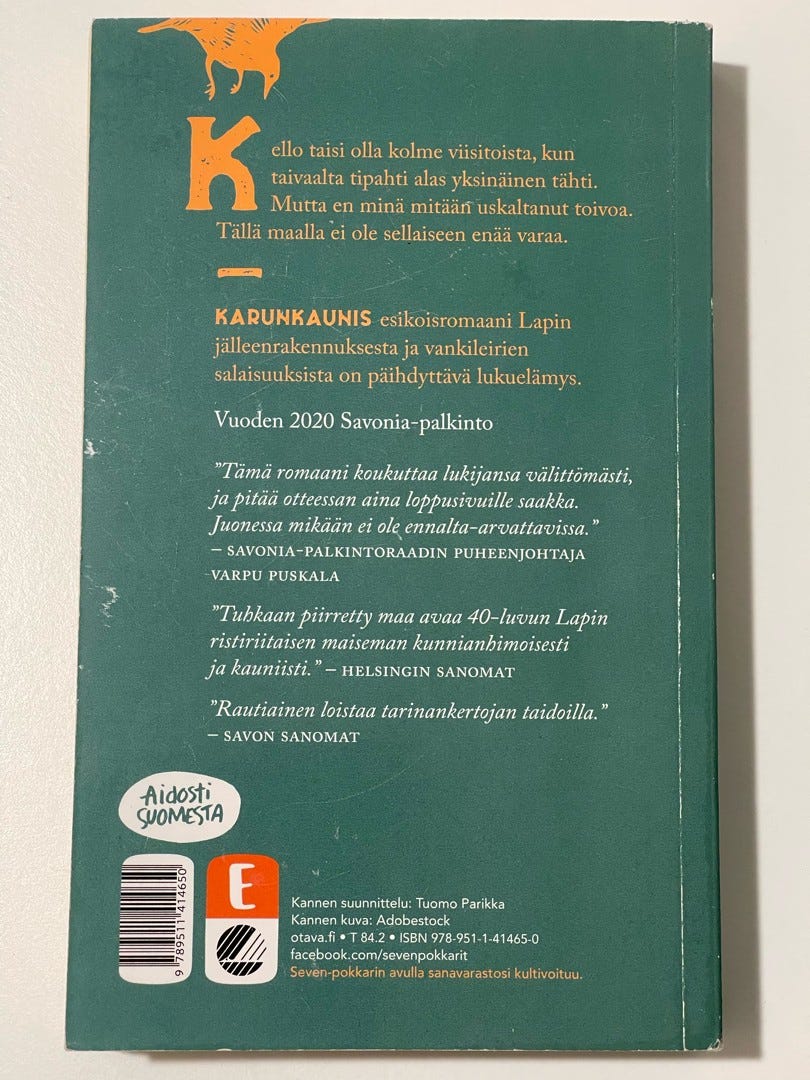 Kello taisi olla kolme viisitoista, kun
taivaalta tipahti alas yksinäinen tähti.
Mutta en minä mitään uskaltanut toivoa.
Tällä maalla ei ole sellaiseen enää varaa.
KARUNKAUNIS esikoisromaani Lapin
jälleenrakennuksesta ja vankileirien
salaisuuksista on päihdyttävä lukuelämys.
Vuoden 2020 Savonia-palkinto
”Tämä romaani koukuttaa lukijansa välittömästi,
ja pitää otteessan aina loppusivuille saakka.
Juonessa mikään ei ole ennalta-arvattavissa.”
– SAVONIA-PALKINTORAADIN PUHEENJOHTAJA
VARPU PUSKALA
”Tuhkaan piirretty maa avaa 40-luvun Lapin
ristiriitaisen maiseman kunnianhimoisesti
ja kauniisti.” – HELSINGIN SANOMAT
”Rautiainen loistaa tarinankertojan taidoilla.”
– SAVON SANOMAT
Aidosti
SUOMESTA
9 789511 414650
E
Kannen suunnittelu: Tuomo Parikka
Kannen kuva: Adobestock
otava.fi • T 84.2 • ISBN 978-951-1-41465-0
facebook.com/sevenpokkarit
Seven-pokkarin avulla sanavarastosi kultivoituu.